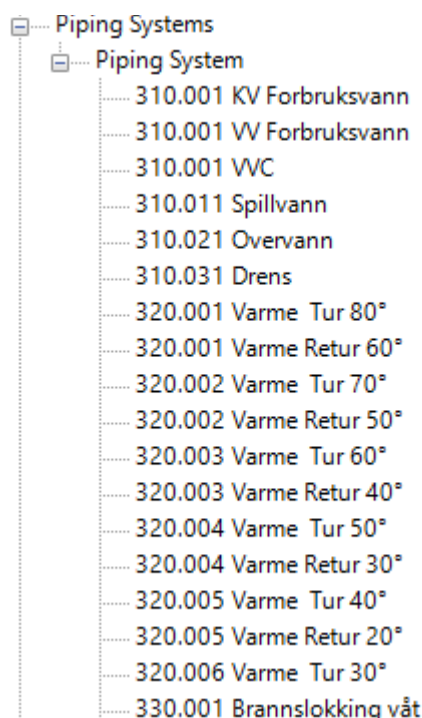 Piping Systems
Piping System
310.001 KV Forbruksvann
310.001 VV Forbruksvann
310.001 VVC
310.011 Spillvann
310.021 Overvann
310.031 Drens
320.001 Varme  Tur 80°
320.001 Varme Retur 60°
320.002 Varme  Tur 70°
320.002 Varme Retur 50°
320.003 Varme  Tur 60°
320.003 Varme Retur 40°
320.004 Varme  Tur 50°
320.004 Varme Retur 30°
320.005 Varme  Tur 40°
320.005 Varme Retur 20°
320.006 Varme  Tur 30°
330.001 Brannslokking våt